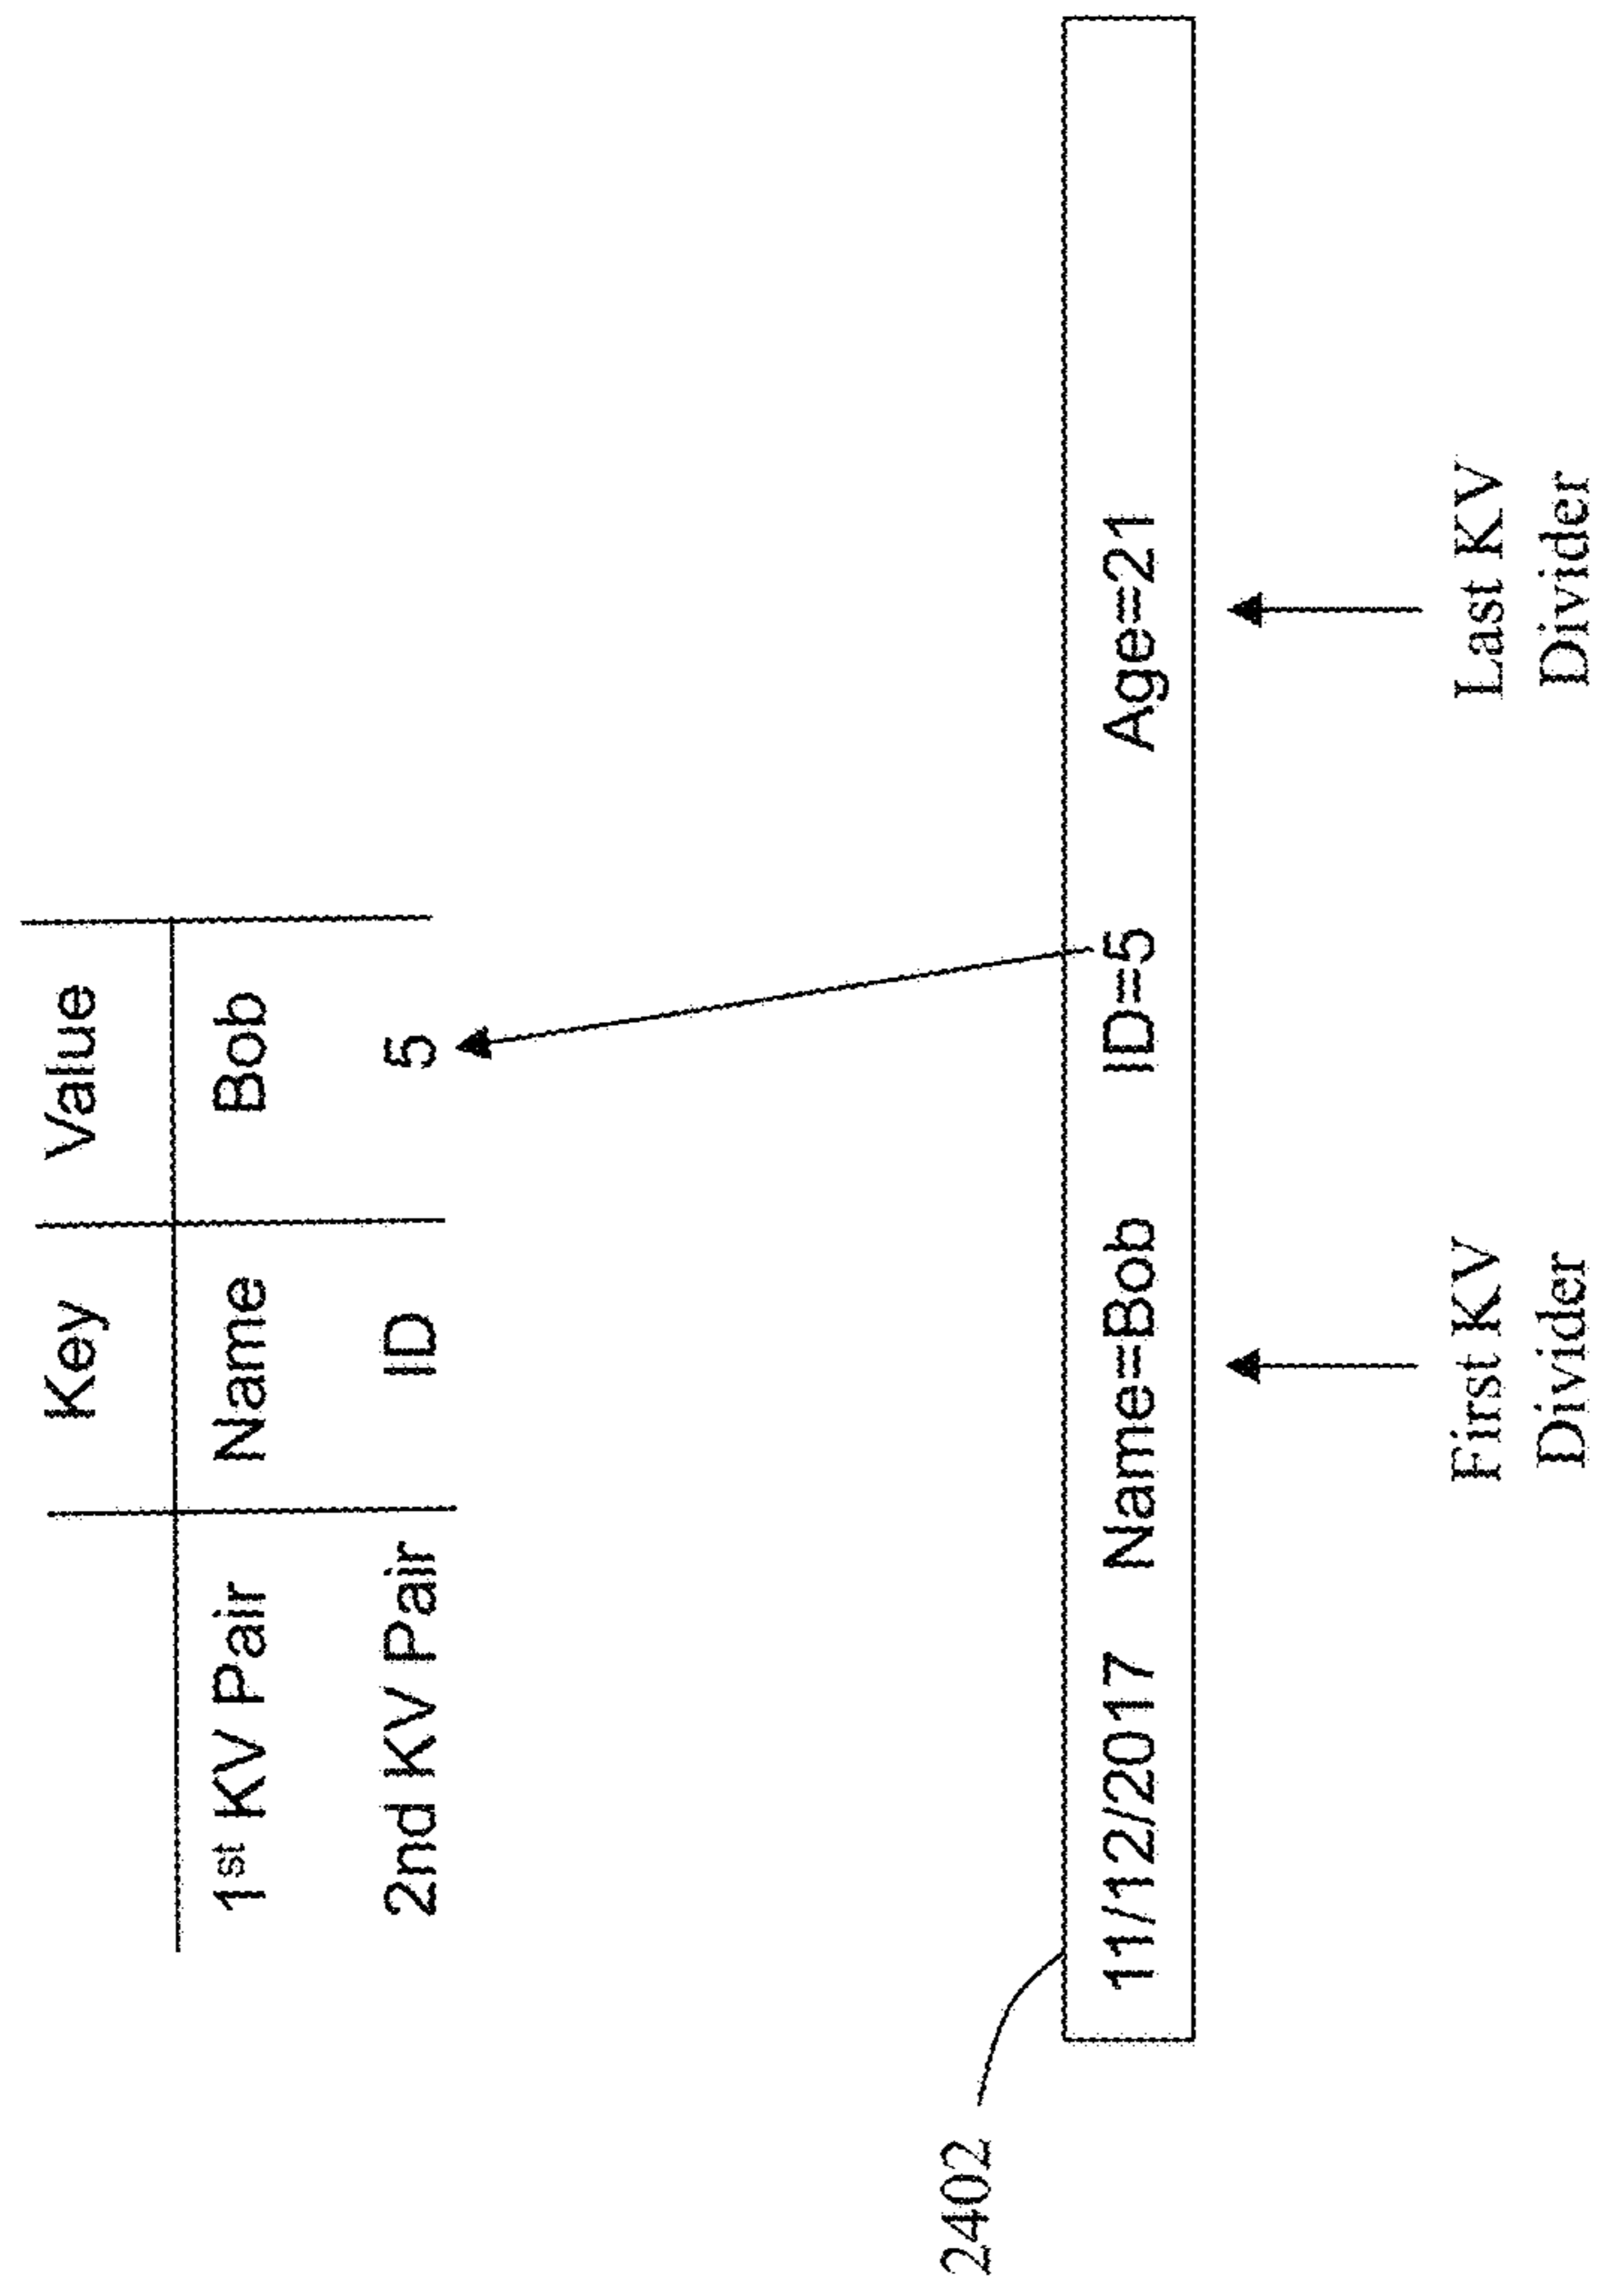 Key Value
1st KV Pair Name Bob
2nd KV Pair ID 5
2402
11/12/2017 Name=Bob ID=5 Age=21
First KV Divider
Last KV Divider